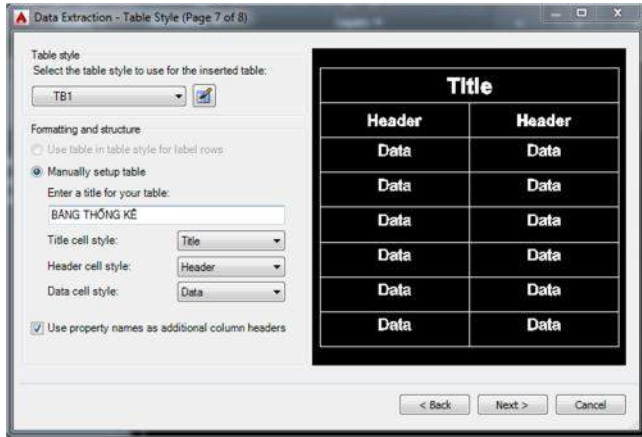 Data Extraction - Table Style (Page 7 of 8)
Table style
Select the table style to use for the inserted table:
TB1
Formatting and structure
Use table in table style for label rows
Manually setup table
Enter a title for your table:
BẢNG THỐNG KÊ
Title cell style: Title
Header cell style: Header
Data cell style: Data
Use property names as additional column headers
Title
Header Header
Data Data
Data Data
Data Data
Data Data
Data Data
Data Data
< Back Next > Cancel